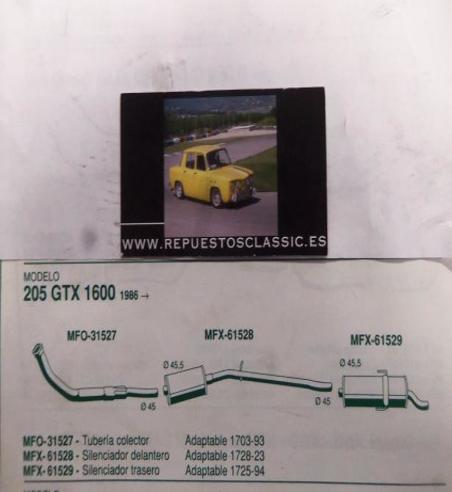 WWW.REPUESTOSCLASSIC.ES
MODELO
205 GTX 1600 1986 →
MFO-31527
MFX-61528
MFX-61529
Ø 45,5
Ø 45
Ø 45,5
Ø 45
MFO-31527 - Tubería colector Adaptable 1703-93
MFX-61528 - Silenciador delantero Adaptable 1728-23
MFX-61529 - Silenciador trasero Adaptable 1725-94